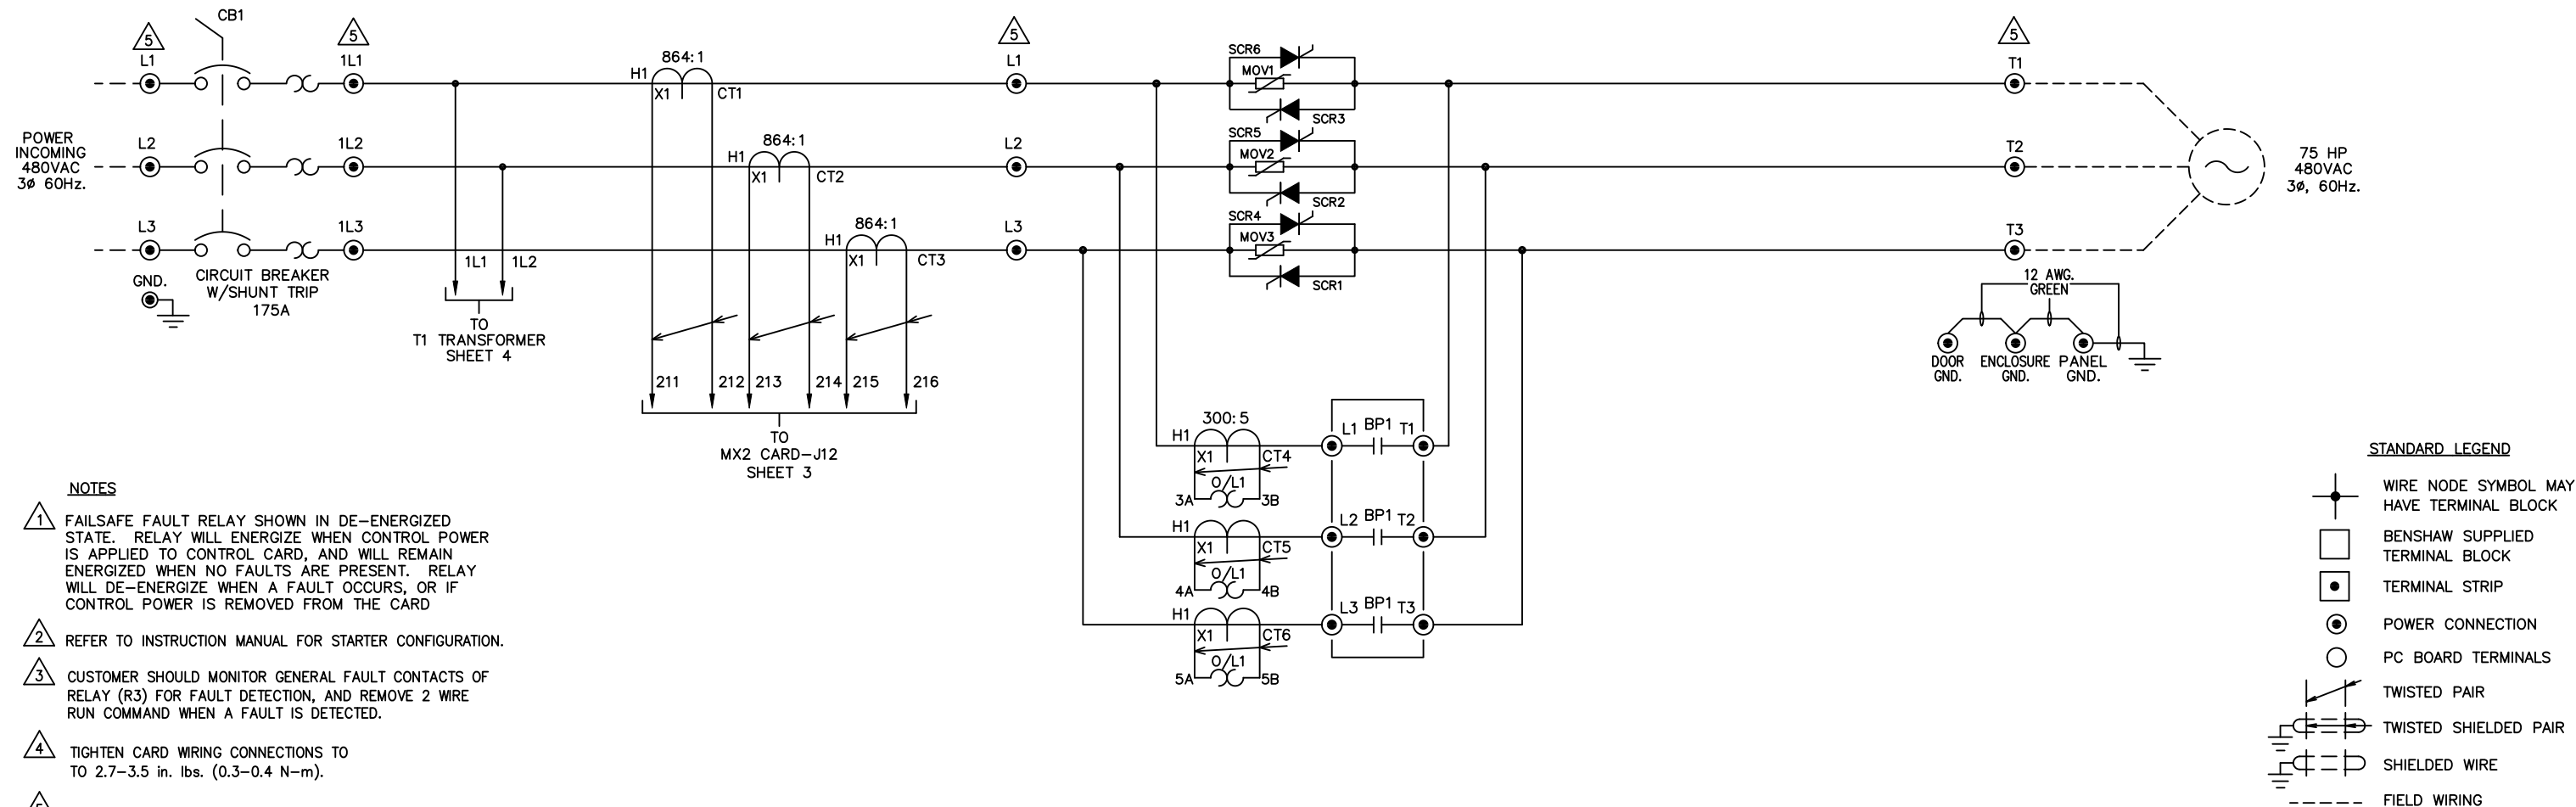 CB1
5
5
5
5
L1
1L1
864:1
H1
X1
CT1
L1
SCR6
MOV1
SCR3
T1
POWER
INCOMING
480VAC
3ø 60Hz.
L2
1L2
864:1
H1
X1
CT2
L2
SCR5
MOV2
SCR2
T2
75 HP
480VAC
3ø, 60Hz.
L3
1L3
864:1
H1
X1
CT3
L3
SCR4
MOV3
SCR1
T3
GND.
CIRCUIT BREAKER
W/SHUNT TRIP
175A
1L1
1L2
TO
T1 TRANSFORMER
SHEET 4
211
212
213
214
215
216
TO
MX2 CARD-J12
SHEET 3
12 AWG.
GREEN
DOOR
GND.
ENCLOSURE
GND.
PANEL
GND.
300:5
H1
X1
CT4
O/L1
3A
3B
L1
BP1
T1
H1
X1
CT5
O/L1
4A
4B
L2
BP1
T2
H1
X1
CT6
O/L1
5A
5B
L3
BP1
T3
NOTES
1
FAILSAFE FAULT RELAY SHOWN IN DE-ENERGIZED
STATE. RELAY WILL ENERGIZE WHEN CONTROL POWER
IS APPLIED TO CONTROL CARD, AND WILL REMAIN
ENERGIZED WHEN NO FAULTS ARE PRESENT. RELAY
WILL DE-ENERGIZE WHEN A FAULT OCCURS, OR IF
CONTROL POWER IS REMOVED FROM THE CARD
2
REFER TO INSTRUCTION MANUAL FOR STARTER CONFIGURATION.
3
CUSTOMER SHOULD MONITOR GENERAL FAULT CONTACTS OF
RELAY (R3) FOR FAULT DETECTION, AND REMOVE 2 WIRE
RUN COMMAND WHEN A FAULT IS DETECTED.
4
TIGHTEN CARD WIRING CONNECTIONS TO
TO 2.7-3.5 in. lbs. (0.3-0.4 N-m).
STANDARD LEGEND
WIRE NODE SYMBOL MAY
HAVE TERMINAL BLOCK
BENSHAW SUPPLIED
TERMINAL BLOCK
TERMINAL STRIP
POWER CONNECTION
PC BOARD TERMINALS
TWISTED PAIR
TWISTED SHIELDED PAIR
SHIELDED WIRE
FIELD WIRING